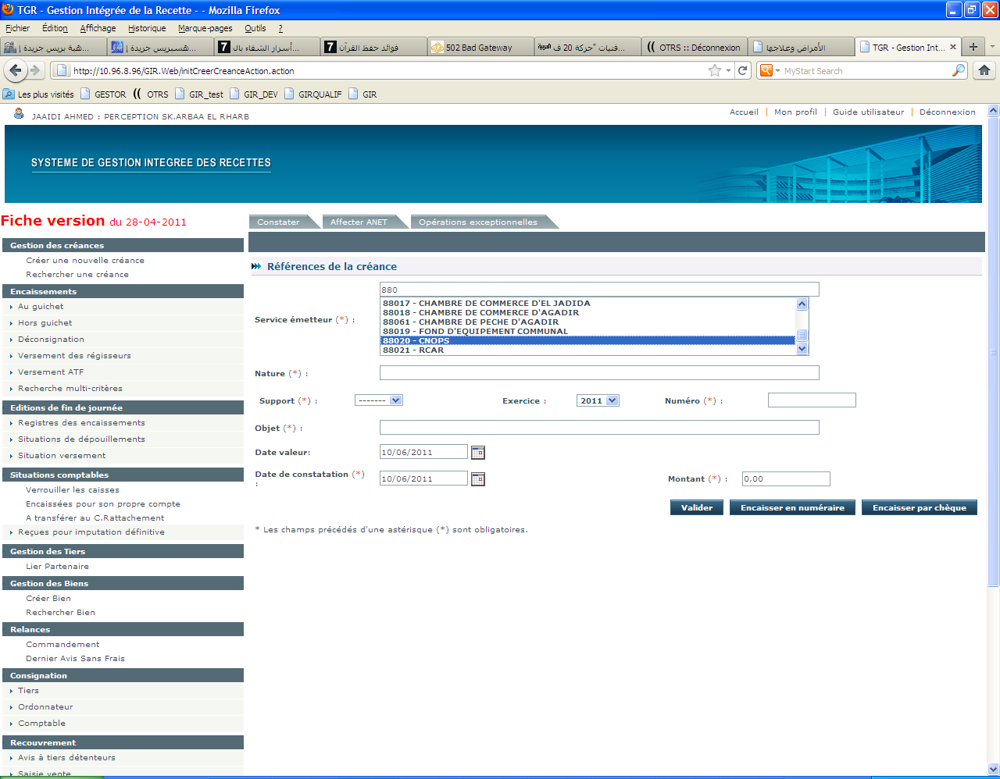 TGR - Gestion Intégrée de la Recette - - Mozilla Firefox
Fichier Édition Affichage Historique Marque-pages Outils ?
هبة بريس جريدة إ... هسبريس جريدة إ... أسرار الشفاء بال... فوائد حفظ القرآن 502 Bad Gateway فتيات "حركة 20 ف... OTRS :: Déconnexion الأمراض وعلاجها TGR - Gestion Int...
http://10.96.8.96/GIR.Web/initCreerCreanceAction.action MyStart Search
Les plus visités GESTOR OTRS GIR_test GIR_DEV GIRQUALIF GIR
JAAIDI AHMED : PERCEPTION SK.ARBAA EL RHARB
Accueil | Mon profil | Guide utilisateur | Déconnexion
SYSTEME DE GESTION INTEGREE DES RECETTES
Fiche version du 28-04-2011
Constater Affecter ANET Opérations exceptionnelles
Gestion des créances
Créer une nouvelle créance
Rechercher une créance
Encaissements
Au guichet
Hors guichet
Déconsignation
Versement des régisseurs
Versement ATF
Recherche multi-critères
Editions de fin de journée
Registres des encaissements
Situations de dépouillements
Situation versement
Situations comptables
Verrouiller les caisses
Encaissées pour son propre compte
A transférer au C.Rattachement
Reçues pour imputation définitive
Gestion des Tiers
Lier Partenaire
Gestion des Biens
Créer Bien
Rechercher Bien
Relances
Commandement
Dernier Avis Sans Frais
Consignation
Tiers
Ordonnateur
Comptable
Recouvrement
Avis à tiers détenteurs
Saisie vente
Références de la créance
880
Service émetteur (*) :
88017 - CHAMBRE DE COMMERCE D'EL JADIDA
88018 - CHAMBRE DE COMMERCE D'AGADIR
88061 - CHAMBRE DE PECHE D'AGADIR
88019 - FOND D'EQUIPEMENT COMMUNAL
88020 - CNOPS
88021 - RCAR
Nature (*) :
Support (*) : ------- Exercice : 2011 Numéro (*) :
Objet (*) :
Date valeur: 10/06/2011
Date de constatation (*) : 10/06/2011 Montant (*) : 0,00
Valider Encaisser en numéraire Encaisser par chèque
* Les champs précédés d'une astérisque (*) sont obligatoires.